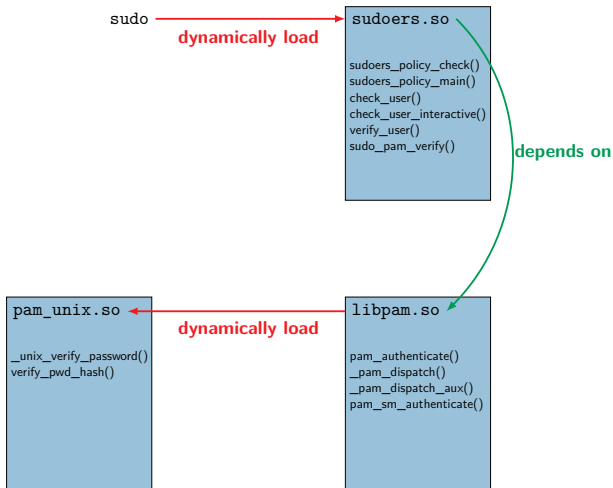 sudo
dynamically load
sudoers.so
sudoers_policy_check()
sudoers_policy_main()
check_user()
check_user_interactive()
verify_user()
sudo_pam_verify()
depends on
pam_unix.so
_unix_verify_password()
verify_pwd_hash()
dynamically load
libpam.so
pam_authenticate()
_pam_dispatch()
_pam_dispatch_aux()
pam_sm_authenticate()